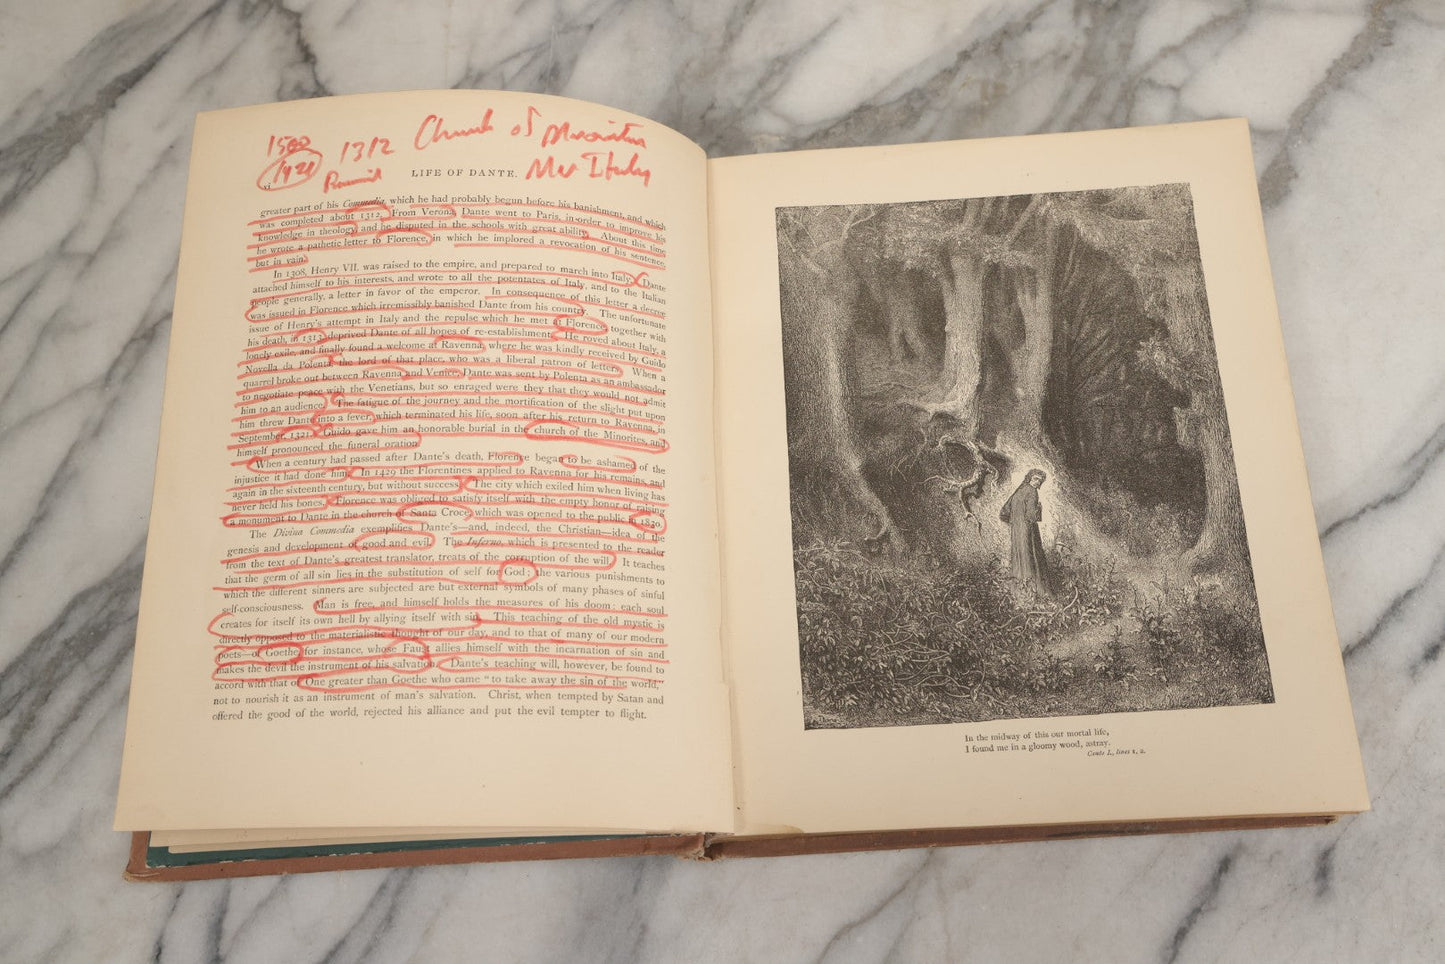 1500
1312 Church of
Mer Italy
xi LIFE OF DANTE.
greater part of his Commedia, which he had probably begun before his banishment, and which
was completed about 1312. From Verona, Dante went to Paris, in order to improve his
knowledge in theology, and he disputed in the schools with great ability. About this time
he wrote a pathetic letter to Florence, in which he implored a revocation of his sentence,
but in vain.
In 1308, Henry VII. was raised to the empire, and prepared to march into Italy. Dante
attached himself to his interests, and wrote to all the potentates of Italy, and to the Italian
people generally, a letter in favor of the emperor. In consequence of this letter a decree
was issued in Florence which irremissibly banished Dante from his country. The unfortunate
issue of Henry's attempt in Italy and the repulse which he met at Florence, together with
his death, in 1313, deprived Dante of all hopes of re-establishment. He roved about Italy, a
lonely exile, and finally found a welcome at Ravenna, where he was kindly received by Guido
Novella da Polenta, the lord of that place, who was a liberal patron of letters. When a
quarrel broke out between Ravenna and Venice, Dante was sent by Polenta as an ambassador
to negotiate peace with the Venetians, but so enraged were they that they would not admit
him to an audience. The fatigue of the journey and the mortification of the slight put upon
him threw Dante into a fever, which terminated his life, soon after his return to Ravenna, in
September, 1321. Guido gave him an honorable burial in the church of the Minorites, and
himself pronounced the funeral oration.
When a century had passed after Dante's death, Florence began to be ashamed of the
injustice it had done him. In 1429 the Florentines applied to Ravenna for his remains, and
again in the sixteenth century, but without success. The city which exiled him when living has
never held his bones. Florence was obliged to satisfy itself with the empty honor of raising
a monument to Dante in the church of Santa Croce, which was opened to the public in 1830.
The Divina Commedia exemplifies Dante's—and, indeed, the Christian—idea of the
genesis and development of good and evil. The Inferno, which is presented to the reader
from the text of Dante's greatest translator, treats of the corruption of the will. It teaches
that the germ of all sin lies in the substitution of self for God; the various punishments to
which the different sinners are subjected are but external symbols of many phases of sinful
self-consciousness. Man is free, and himself holds the measures of his doom; each soul
creates for itself its own hell by allying itself with sin. This teaching of the old mystic is
directly opposed to the materialistic thought of our day, and to that of many of our modern
poets—of Goethe, for instance, whose Faust allies himself with the incarnation of sin and
makes the devil the instrument of his salvation. Dante's teaching will, however, be found to
accord with that of One greater than Goethe who came "to take away the sin of the world,"
not to nourish it as an instrument of man's salvation. Christ, when tempted by Satan and
offered the good of the world, rejected his alliance and put the evil tempter to flight.
In the midway of this our mortal life,
I found me in a gloomy wood, astray.
Canto I., lines 1, 2.